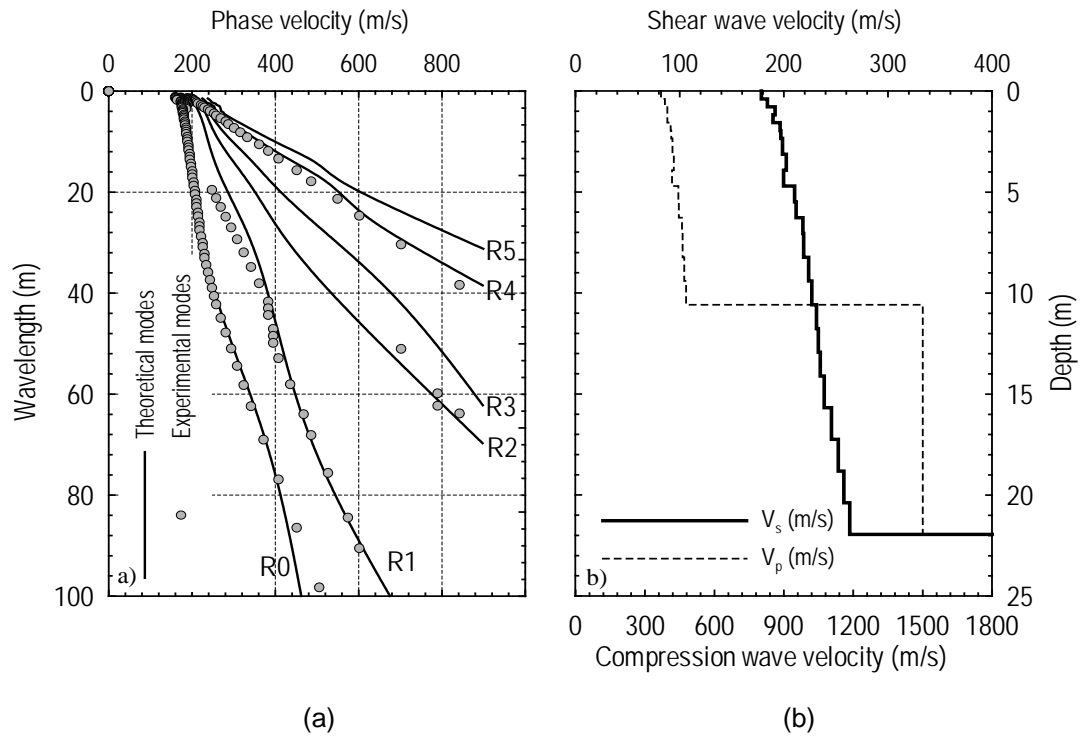 Phase velocity (m/s)
0 200 400 600 800
0
20
40
60
80
100
Wavelength (m)
Theoretical modes
Experimental modes
R5
R4
R3
R2
R1
R0
a)
Shear wave velocity (m/s)
0 100 200 300 400
0
5
10
15
20
25
Depth (m)
Vs (m/s)
Vp (m/s)
b)
0 300 600 900 1200 1500 1800
Compression wave velocity (m/s)
(a) (b)